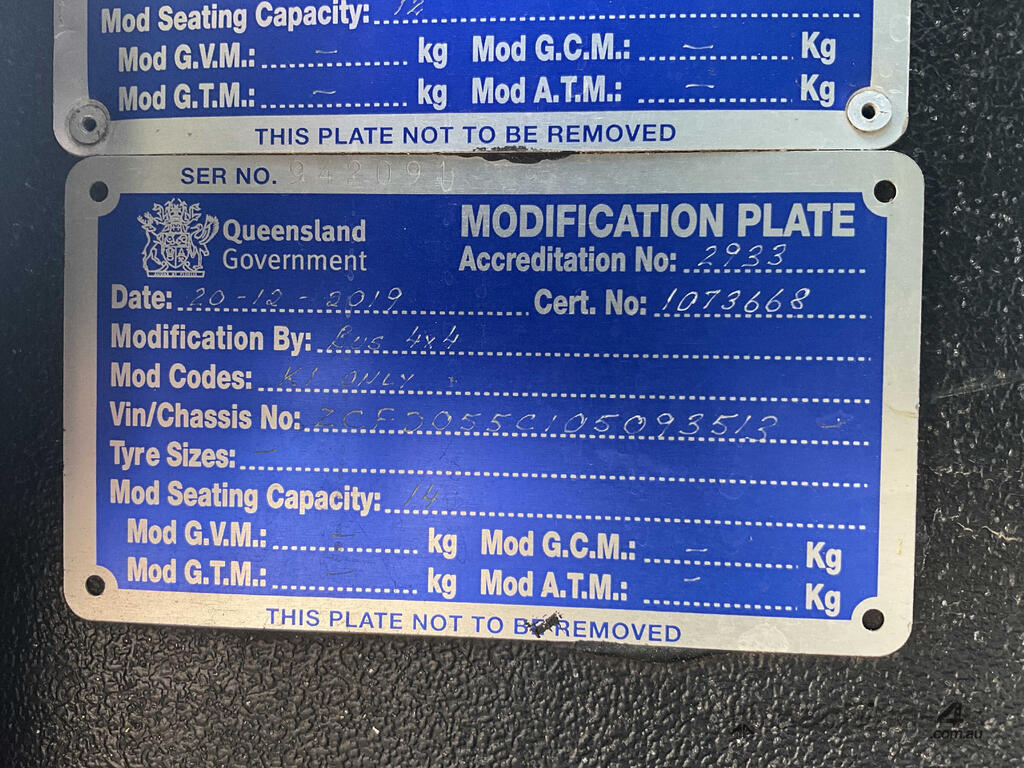 Mod Seating Capacity: 12
Mod G.V.M.: – kg Mod G.C.M.: – Kg
Mod G.T.M.: – kg Mod A.T.M.: – Kg
THIS PLATE NOT TO BE REMOVED
SER NO. 942091
Queensland Government
MODIFICATION PLATE
Accreditation No: 2933
Date: 20-12-2019 Cert. No: 1073668
Modification By: Bus 4x4
Mod Codes: K1 ONLY
Vin/Chassis No: ZCFD055C105093513
Tyre Sizes: –
Mod Seating Capacity: 14
Mod G.V.M.: – kg Mod G.C.M.: – Kg
Mod G.T.M.: – kg Mod A.T.M.: – Kg
THIS PLATE NOT TO BE REMOVED
4
.com.au